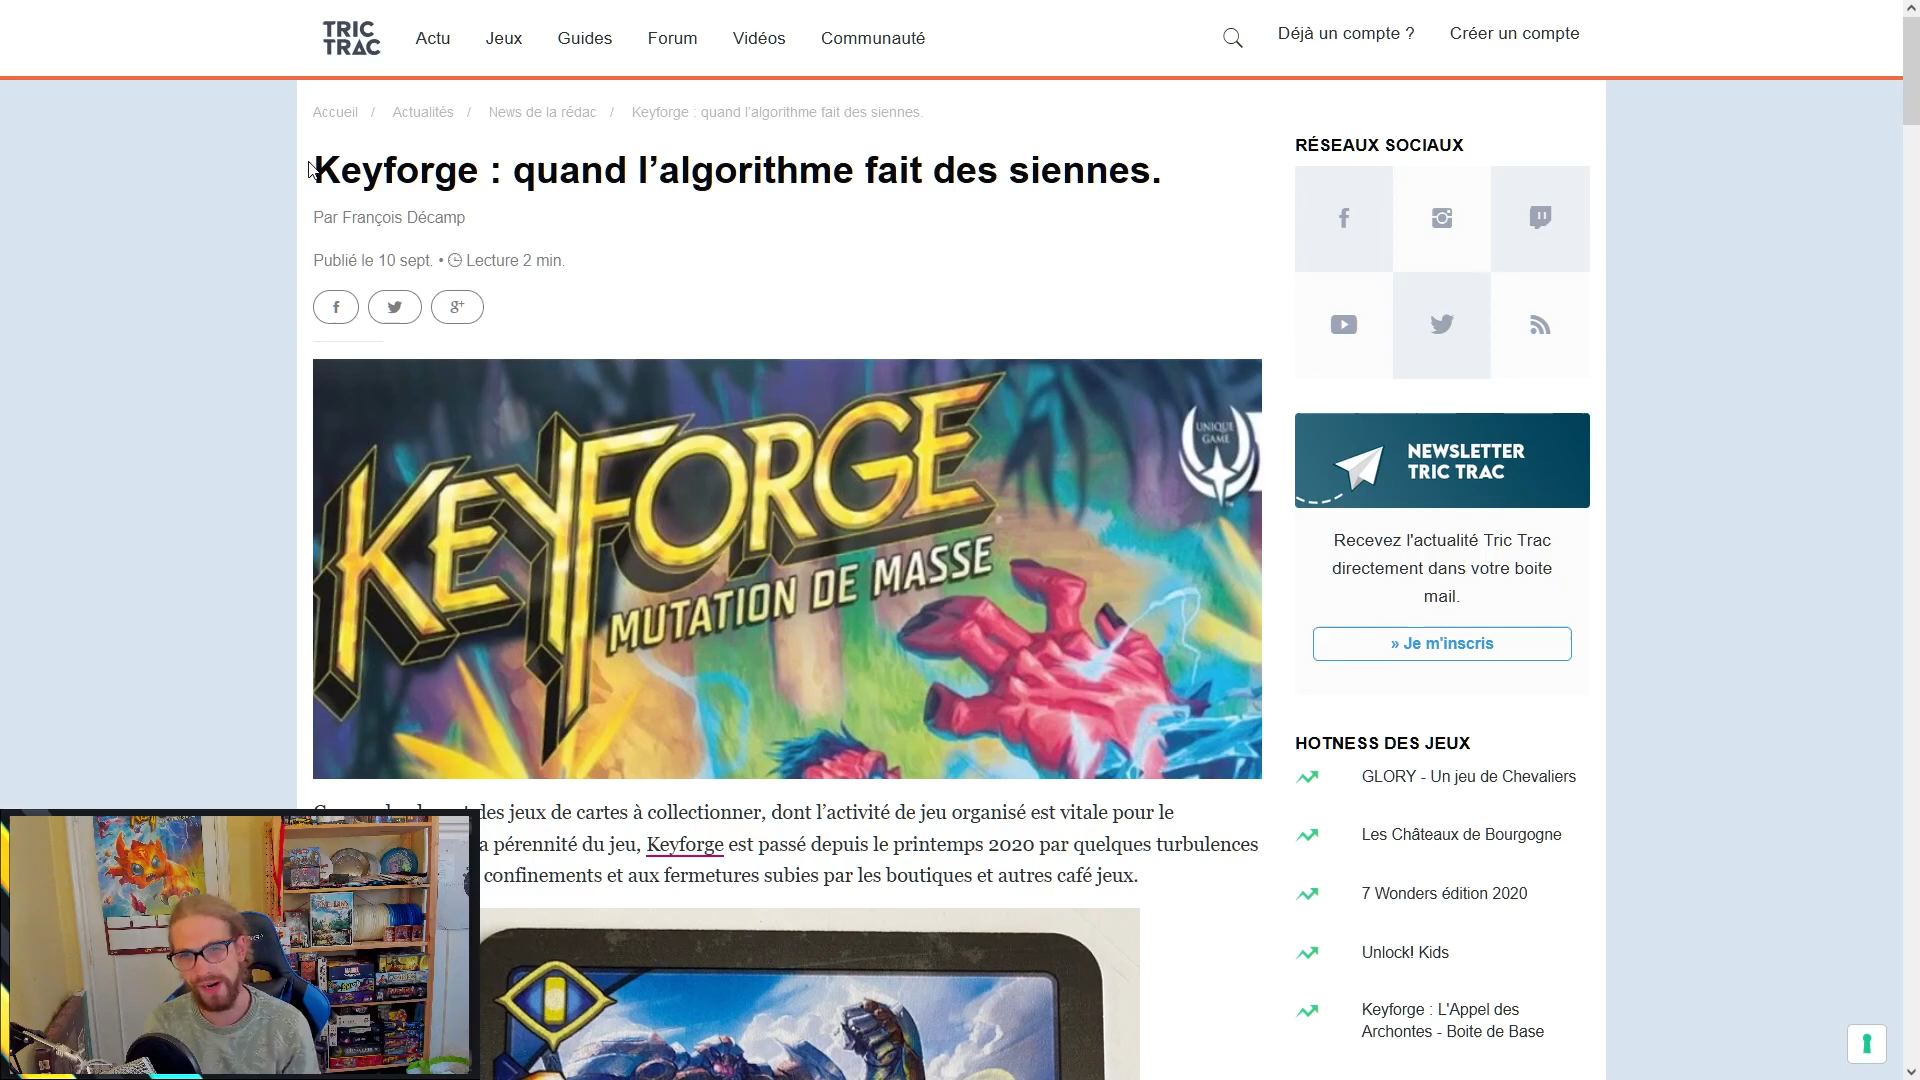 TRIC
TRAC
Actu
Jeux
Guides
Forum
Vidéos
Communauté
Déjà un compte ?
Créer un compte
Accueil / Actualités / News de la rédac / Keyforge : quand l’algorithme fait des siennes.
Keyforge : quand l’algorithme fait des siennes.
Par François Décamp
Publié le 10 sept. • Lecture 2 min.
KEYFORGE
MUTATION DE MASSE
UNIQUE
GAME
des jeux de cartes à collectionner, dont l’activité de jeu organisé est vitale pour le
a pérennité du jeu, Keyforge est passé depuis le printemps 2020 par quelques turbulences
confinements et aux fermetures subies par les boutiques et autres café jeux.
RÉSEAUX SOCIAUX
NEWSLETTER
TRIC TRAC
Recevez l'actualité Tric Trac
directement dans votre boite
mail.
» Je m'inscris
HOTNESS DES JEUX
GLORY - Un jeu de Chevaliers
Les Châteaux de Bourgogne
7 Wonders édition 2020
Unlock! Kids
Keyforge : L'Appel des
Archontes - Boite de Base